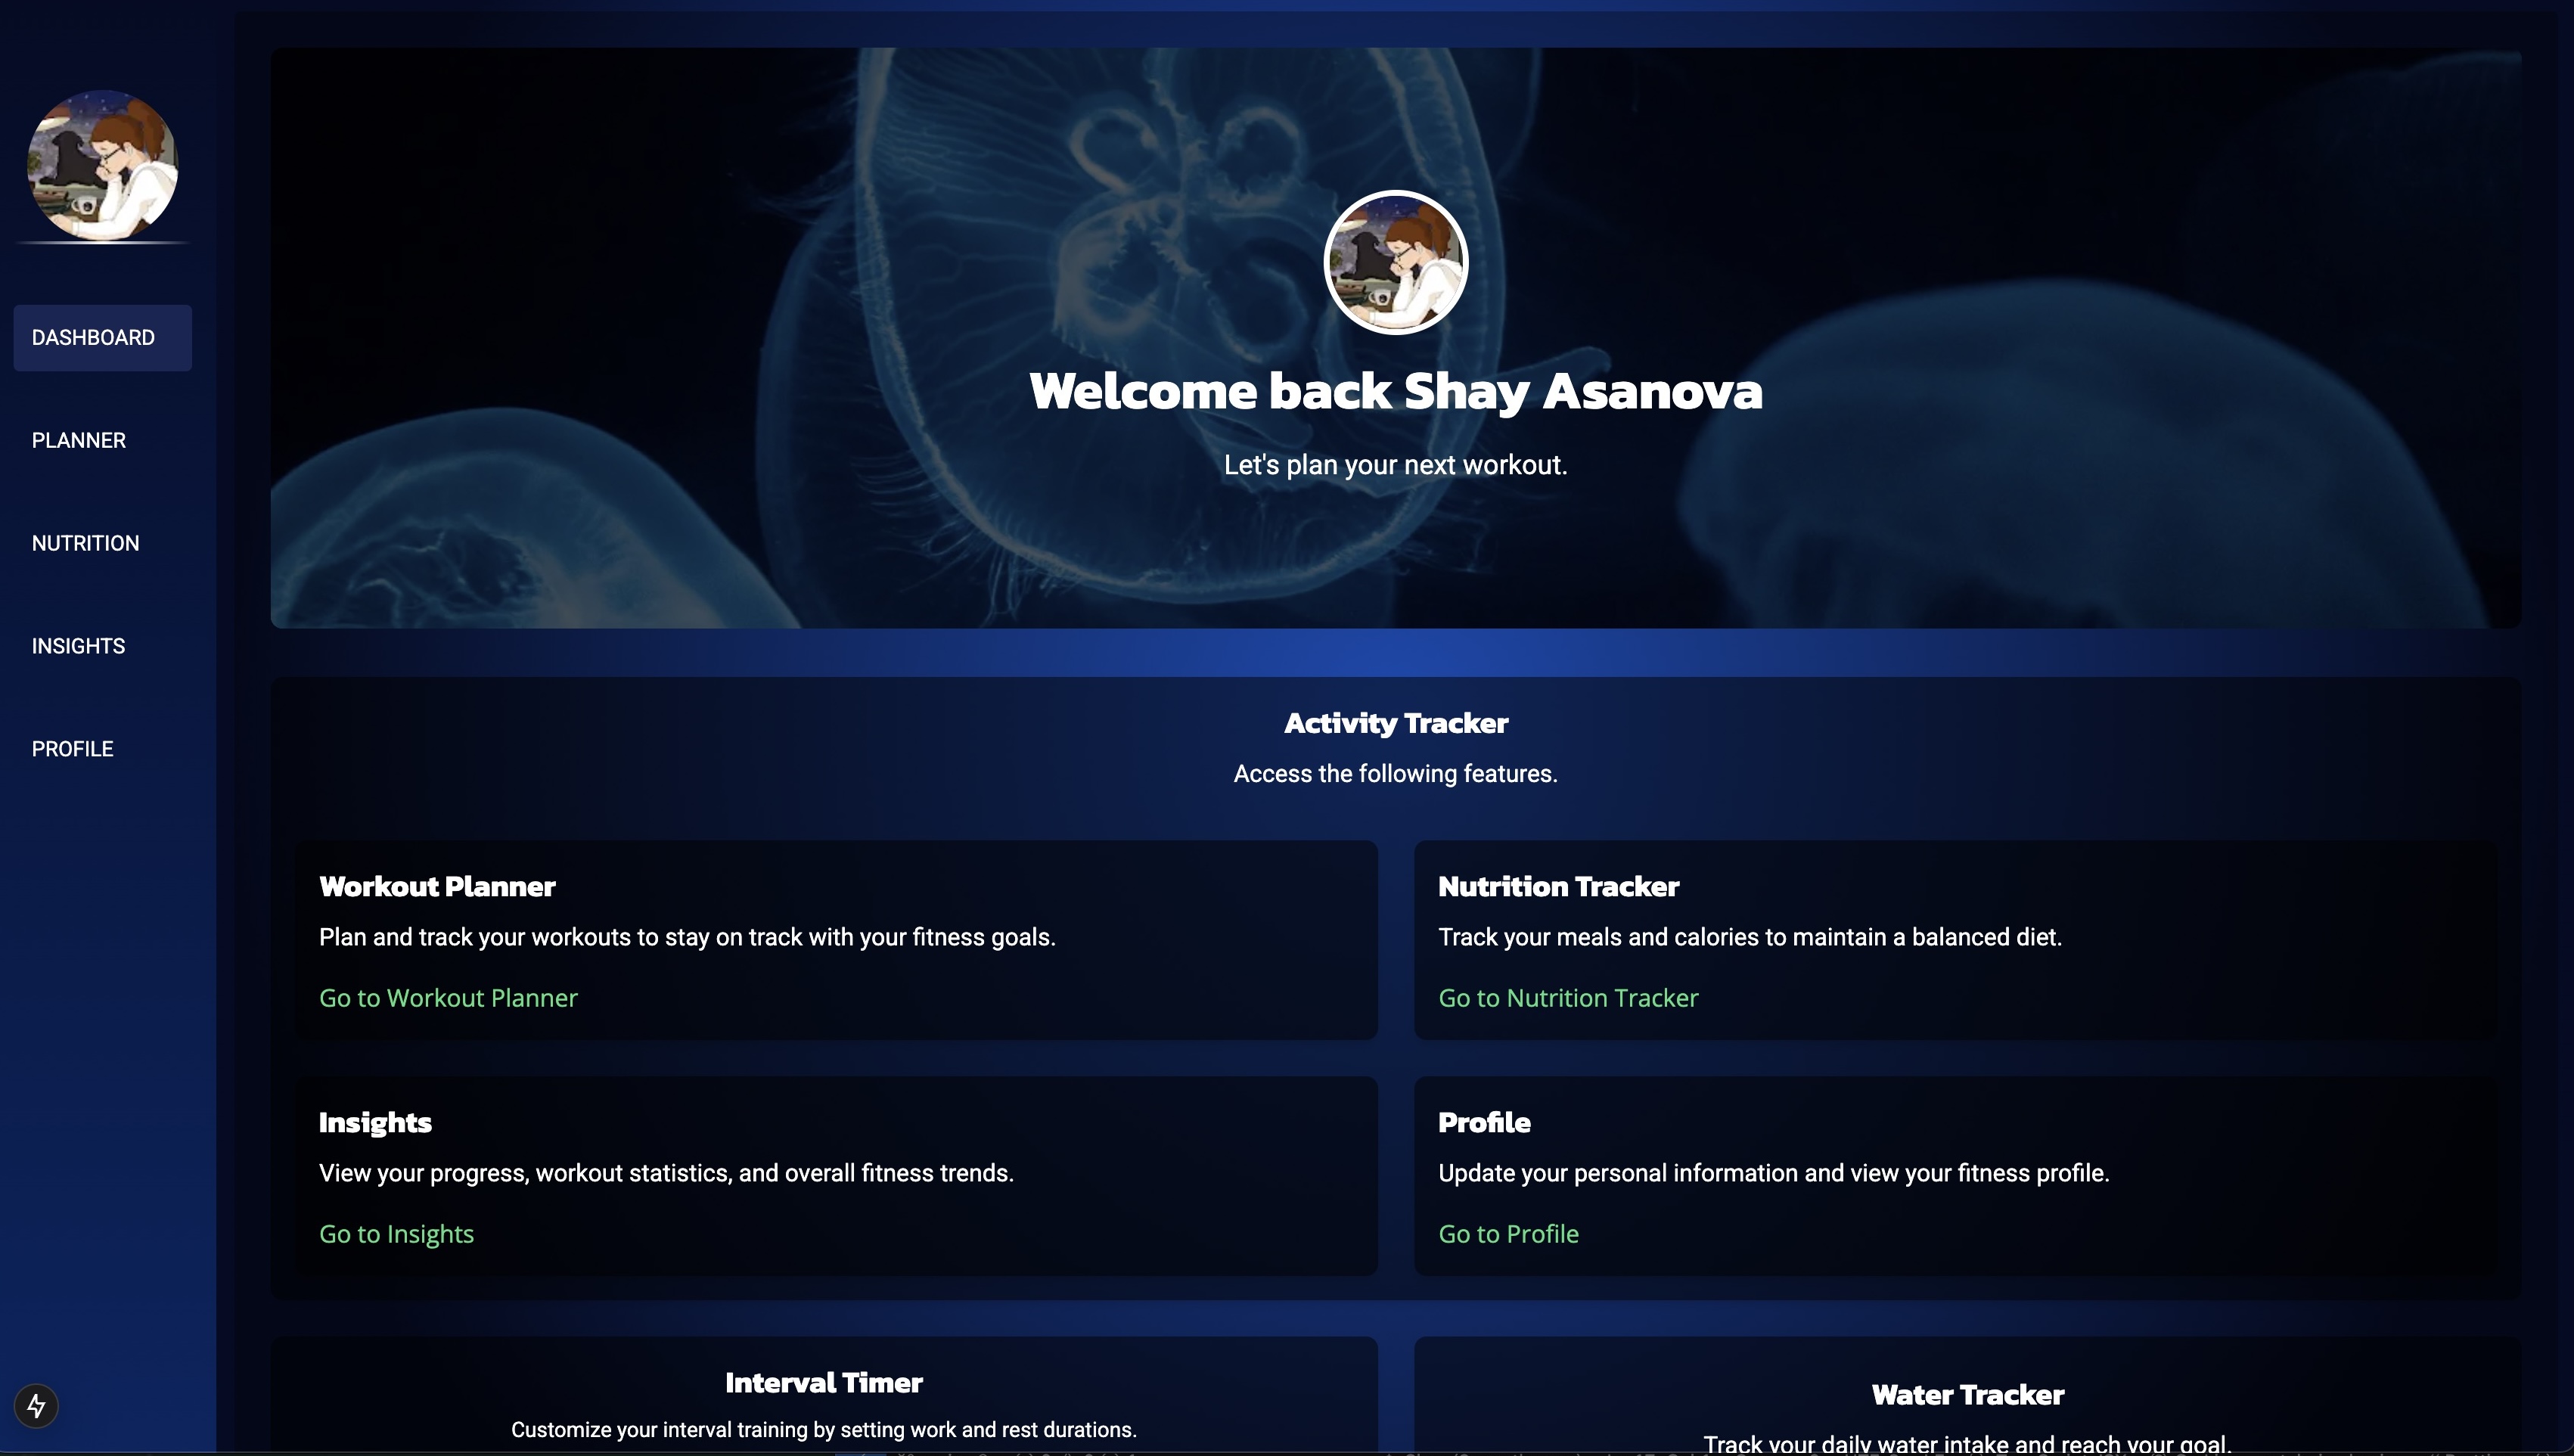 DASHBOARD
PLANNER
NUTRITION
INSIGHTS
PROFILE
Welcome back Shay Asanova
Let's plan your next workout.
Activity Tracker
Access the following features.
Workout Planner
Plan and track your workouts to stay on track with your fitness goals.
Go to Workout Planner
Nutrition Tracker
Track your meals and calories to maintain a balanced diet.
Go to Nutrition Tracker
Insights
View your progress, workout statistics, and overall fitness trends.
Go to Insights
Profile
Update your personal information and view your fitness profile.
Go to Profile
Interval Timer
Customize your interval training by setting work and rest durations.
Water Tracker
Track your daily water intake and reach your goal.